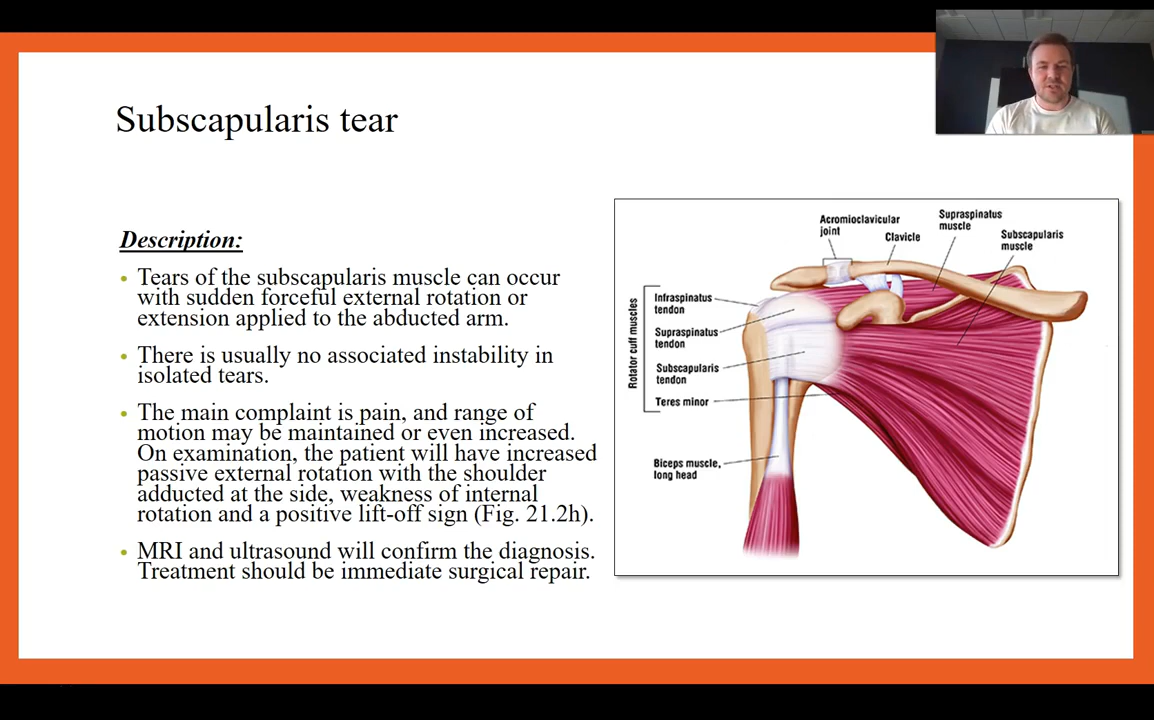 Subscapularis tear
Description:
• Tears of the subscapularis muscle can occur
with sudden forceful external rotation or
extension applied to the abducted arm.
• There is usually no associated instability in
isolated tears.
• The main complaint is pain, and range of
motion may be maintained or even increased.
On examination, the patient will have increased
passive external rotation with the shoulder
adducted at the side, weakness of internal
rotation and a positive lift-off sign (Fig. 21.2h).
• MRI and ultrasound will confirm the diagnosis.
Treatment should be immediate surgical repair.
Acromioclavicular
joint
Clavicle
Supraspinatus
muscle
Subscapularis
muscle
Rotator cuff muscles
Infraspinatus
tendon
Supraspinatus
tendon
Subscapularis
tendon
Teres minor
Biceps muscle,
long head